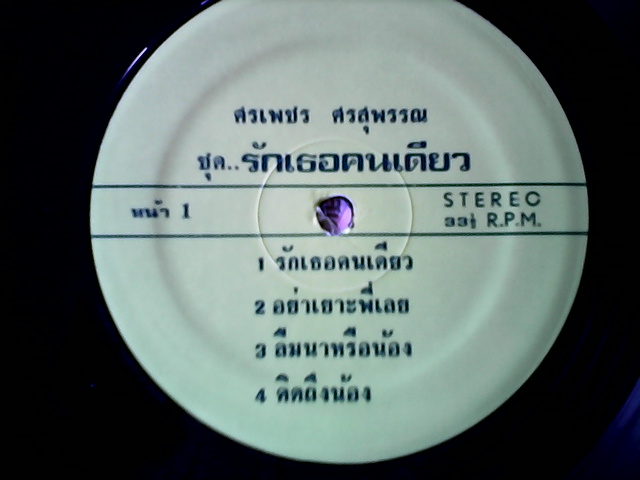 ศรเพชร ศรสุพรรณ
ชุด..รักเธอคนเดียว
หน้า 1
STEREO
33⅓ R.P.M.
1 รักเธอคนเดียว
2 อย่าเยาะพี่เลย
3 ลืมนาหรือน้อง
4 คิดถึงน้อง